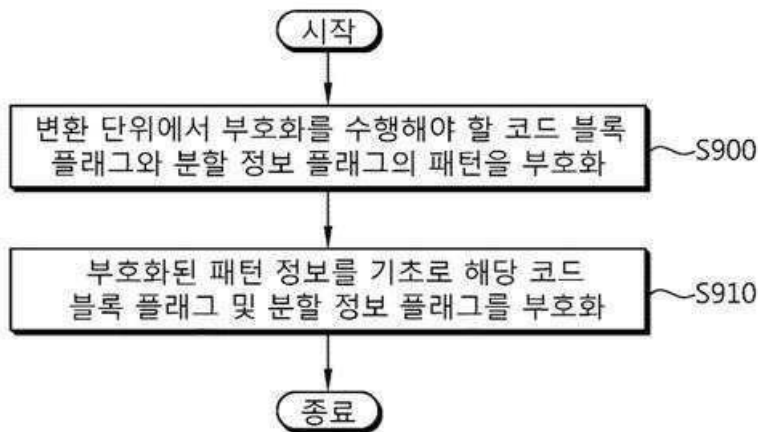 시작
변환 단위에서 부호화를 수행해야 할 코드 블록
플래그와 분할 정보 플래그의 패턴을 부호화
S900
부호화된 패턴 정보를 기초로 해당 코드
블록 플래그 및 분할 정보 플래그를 부호화
S910
종료